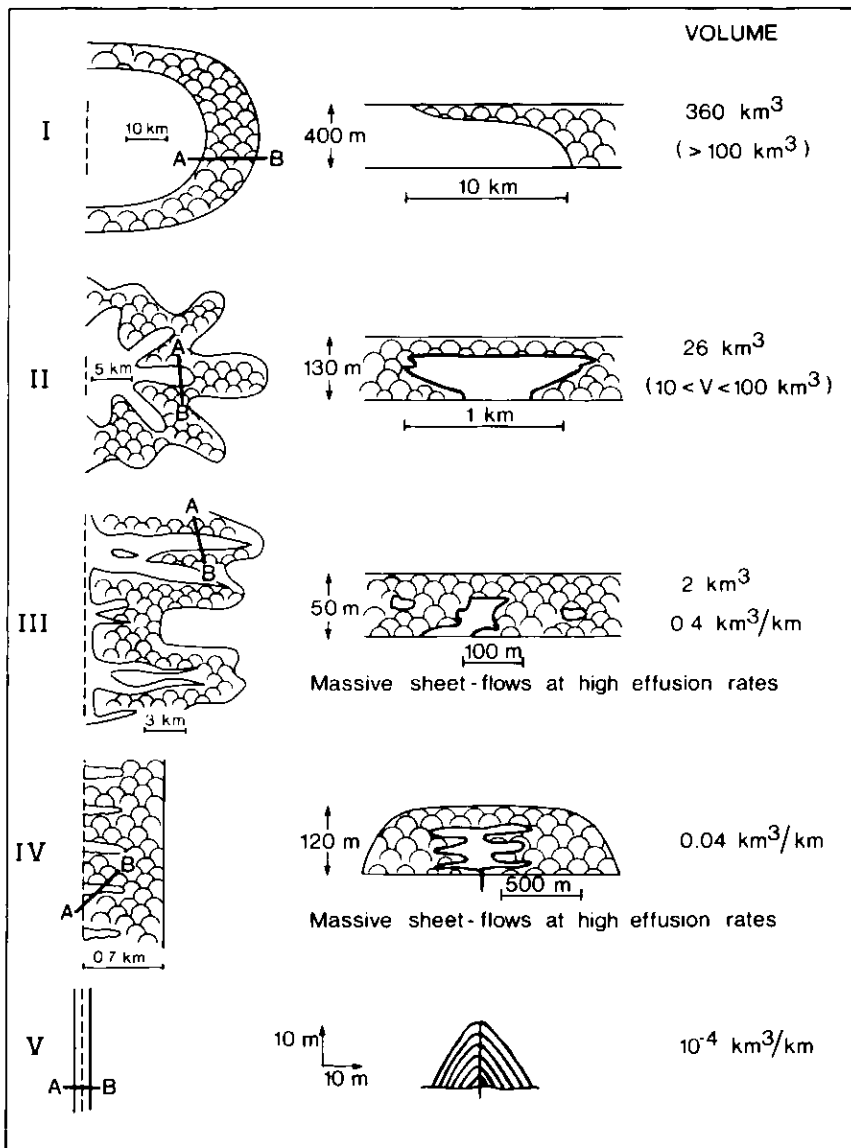 VOLUME
I
10 km
A B
400 m
10 km
360 km³
(> 100 km³)
II
5 km
A
B
130 m
1 km
26 km³
(10 < V < 100 km³)
III
A
B
3 km
50 m
100 m
2 km³
0 4 km³/km
Massive sheet-flows at high effusion rates
IV
B
A
0 7 km
120 m
500 m
0.04 km³/km
Massive sheet-flows at high effusion rates
V
A B
10 m
10 m
10⁻⁴ km³/km